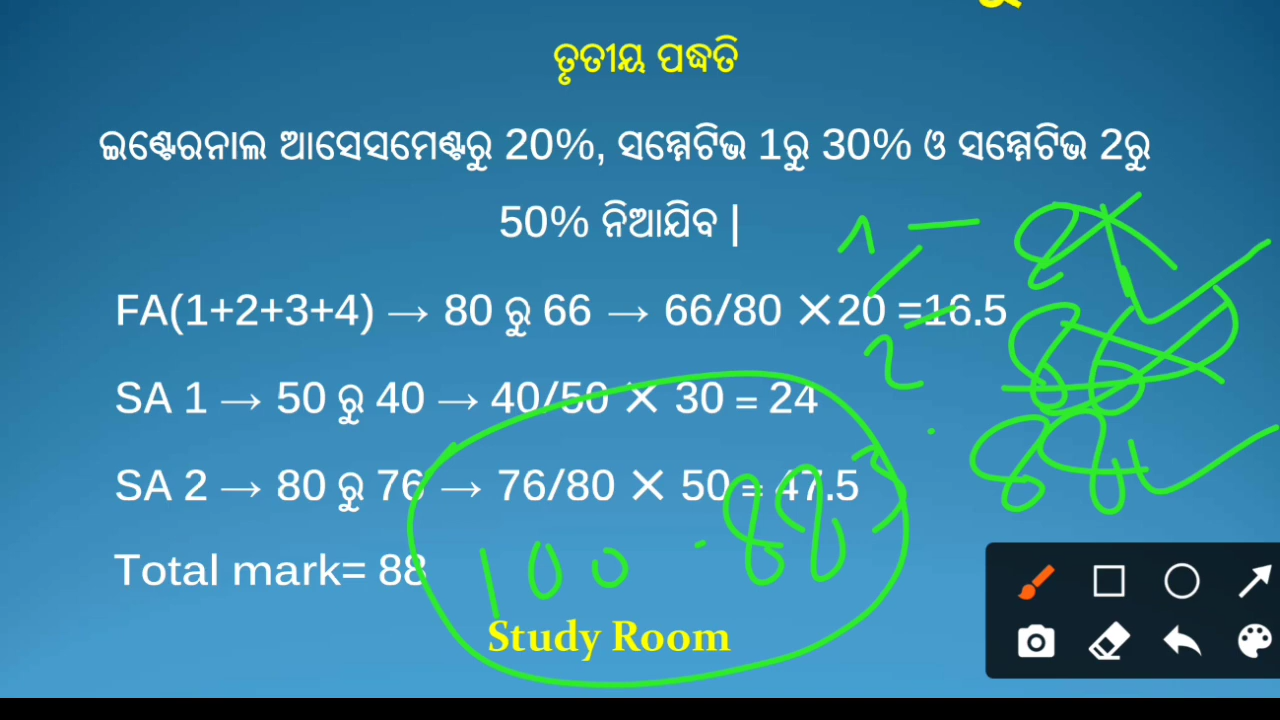 ତୃତୀୟ ପଦ୍ଧତି
ଇଣ୍ଟେରନାଲ ଆସେସମେଣ୍ଟରୁ 20%, ସମ୍ମେଟିଭ 1ରୁ 30% ଓ ସମ୍ମେଟିଭ 2ରୁ
50% ନିଆଯିବ |
FA(1+2+3+4) → 80 ରୁ 66 → 66/80 ×20 =16.5
SA 1 → 50 ରୁ 40 → 40/50 × 30 = 24
SA 2 → 80 ରୁ 76 → 76/80 × 50 = 47.5
Total mark= 88
100 - 88
Study Room